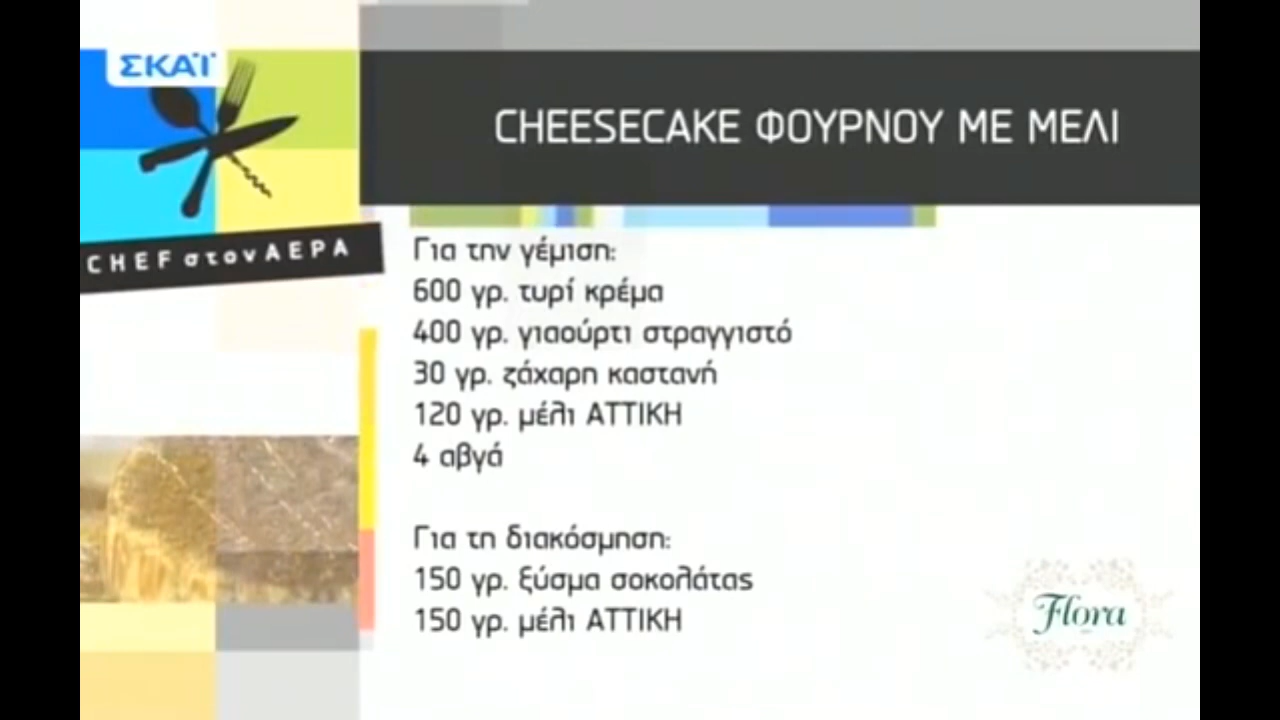 ΣΚΑΪ
CHEESECAKE ΦΟΥΡΝΟΥ ΜΕ ΜΕΛΙ
CHEF στον ΑΕΡΑ
Για την γέμιση:
600 γρ. τυρί κρέμα
400 γρ. γιαούρτι στραγγιστό
30 γρ. ζάχαρη καστανή
120 γρ. μέλι ΑΤΤΙΚΗ
4 αβγά
Για τη διακόσμηση:
150 γρ. ξύσμα σοκολάτας
150 γρ. μέλι ΑΤΤΙΚΗ
Flora